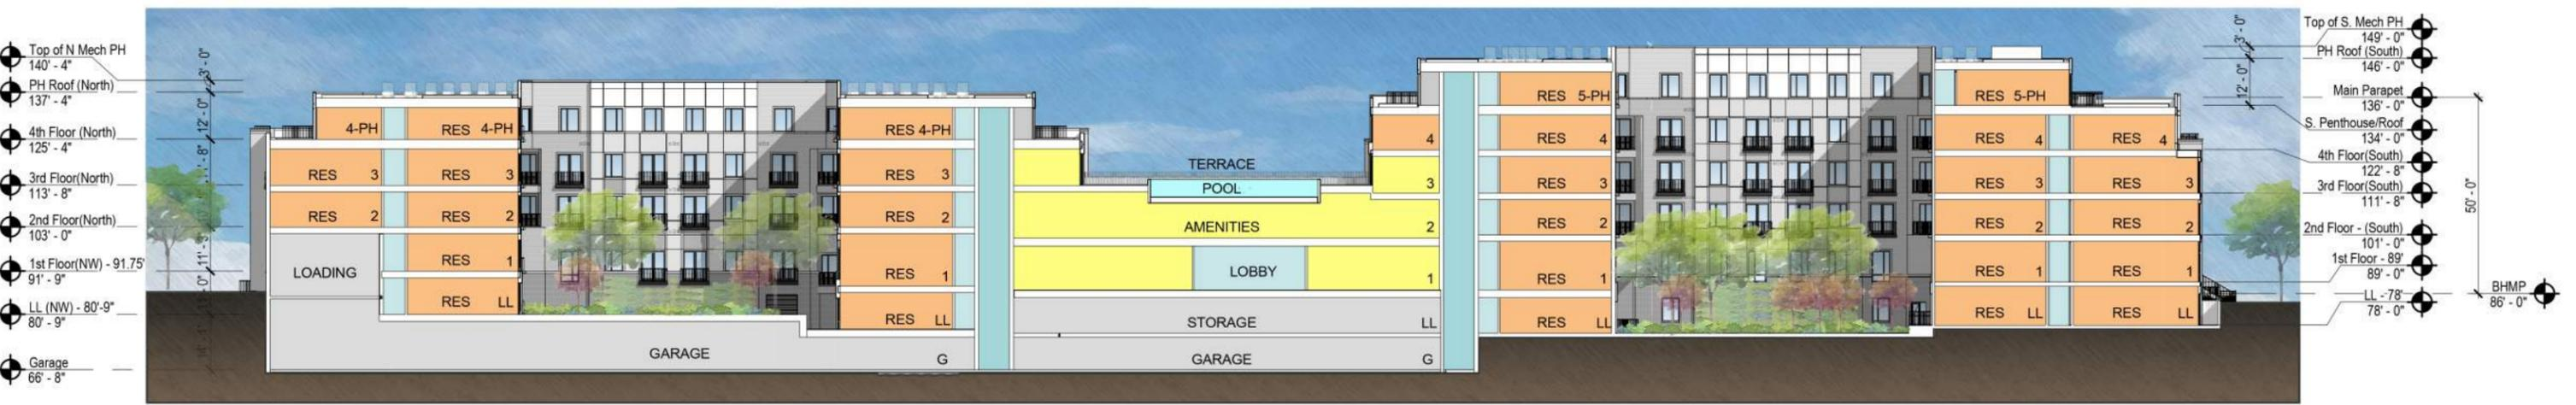 Top of N Mech PH
140' - 4"
PH Roof (North)
137' - 4"
4th Floor (North)
125' - 4"
3rd Floor(North)
113' - 8"
2nd Floor(North)
103' - 0"
1st Floor(NW) - 91.75'
91' - 9"
LL (NW) - 80'-9"
80' - 9"
Garage
66' - 8"
3' - 0"
12' - 0"
11' - 8"
11' - 0"
14' - 1"
4-PH RES 4-PH
RES 3 RES 3
RES 2 RES 2
LOADING RES 1
RES LL
GARAGE G
RES 4-PH
RES 3
RES 2
RES 1
RES LL
TERRACE
POOL
4
3
AMENITIES 2
LOBBY 1
STORAGE LL
GARAGE G
RES 5-PH
RES 4
RES 3
RES 2
RES 1
RES LL
RES 5-PH
RES 4 RES 4
RES 3 RES 3
RES 2 RES 2
RES 1 RES 1
RES LL RES LL
3' - 0"
12' - 0"
Top of S. Mech PH
149' - 0"
PH Roof (South)
146' - 0"
Main Parapet
136' - 0"
S. Penthouse/Roof
134' - 0"
4th Floor(South)
122' - 8"
3rd Floor(South)
111' - 8"
2nd Floor - (South)
101' - 0"
1st Floor - 89'
89' - 0"
LL - 78'
78' - 0"
50' - 0"
BHMP
86' - 0"